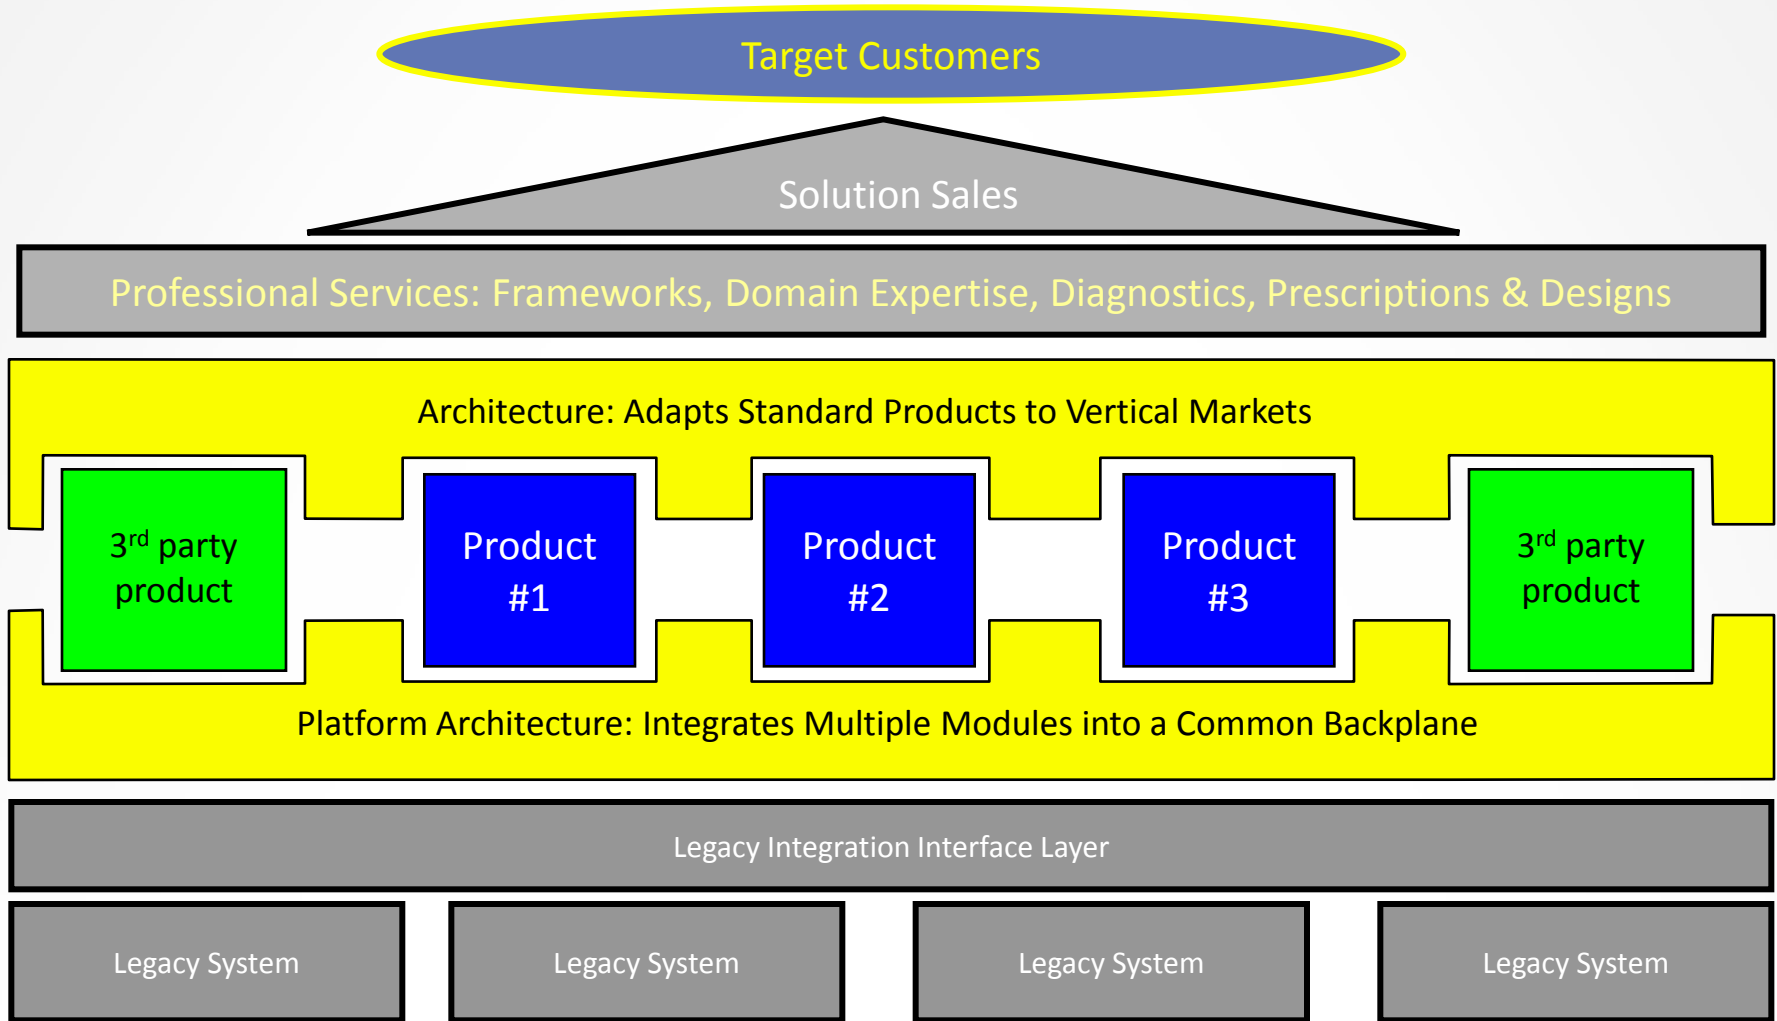 Target Customers
Solution Sales
Professional Services: Frameworks, Domain Expertise, Diagnostics, Prescriptions & Designs
Architecture: Adapts Standard Products to Vertical Markets
3rd party
product
Product
#1
Product
#2
Product
#3
3rd party
product
Platform Architecture: Integrates Multiple Modules into a Common Backplane
Legacy Integration Interface Layer
Legacy System
Legacy System
Legacy System
Legacy System